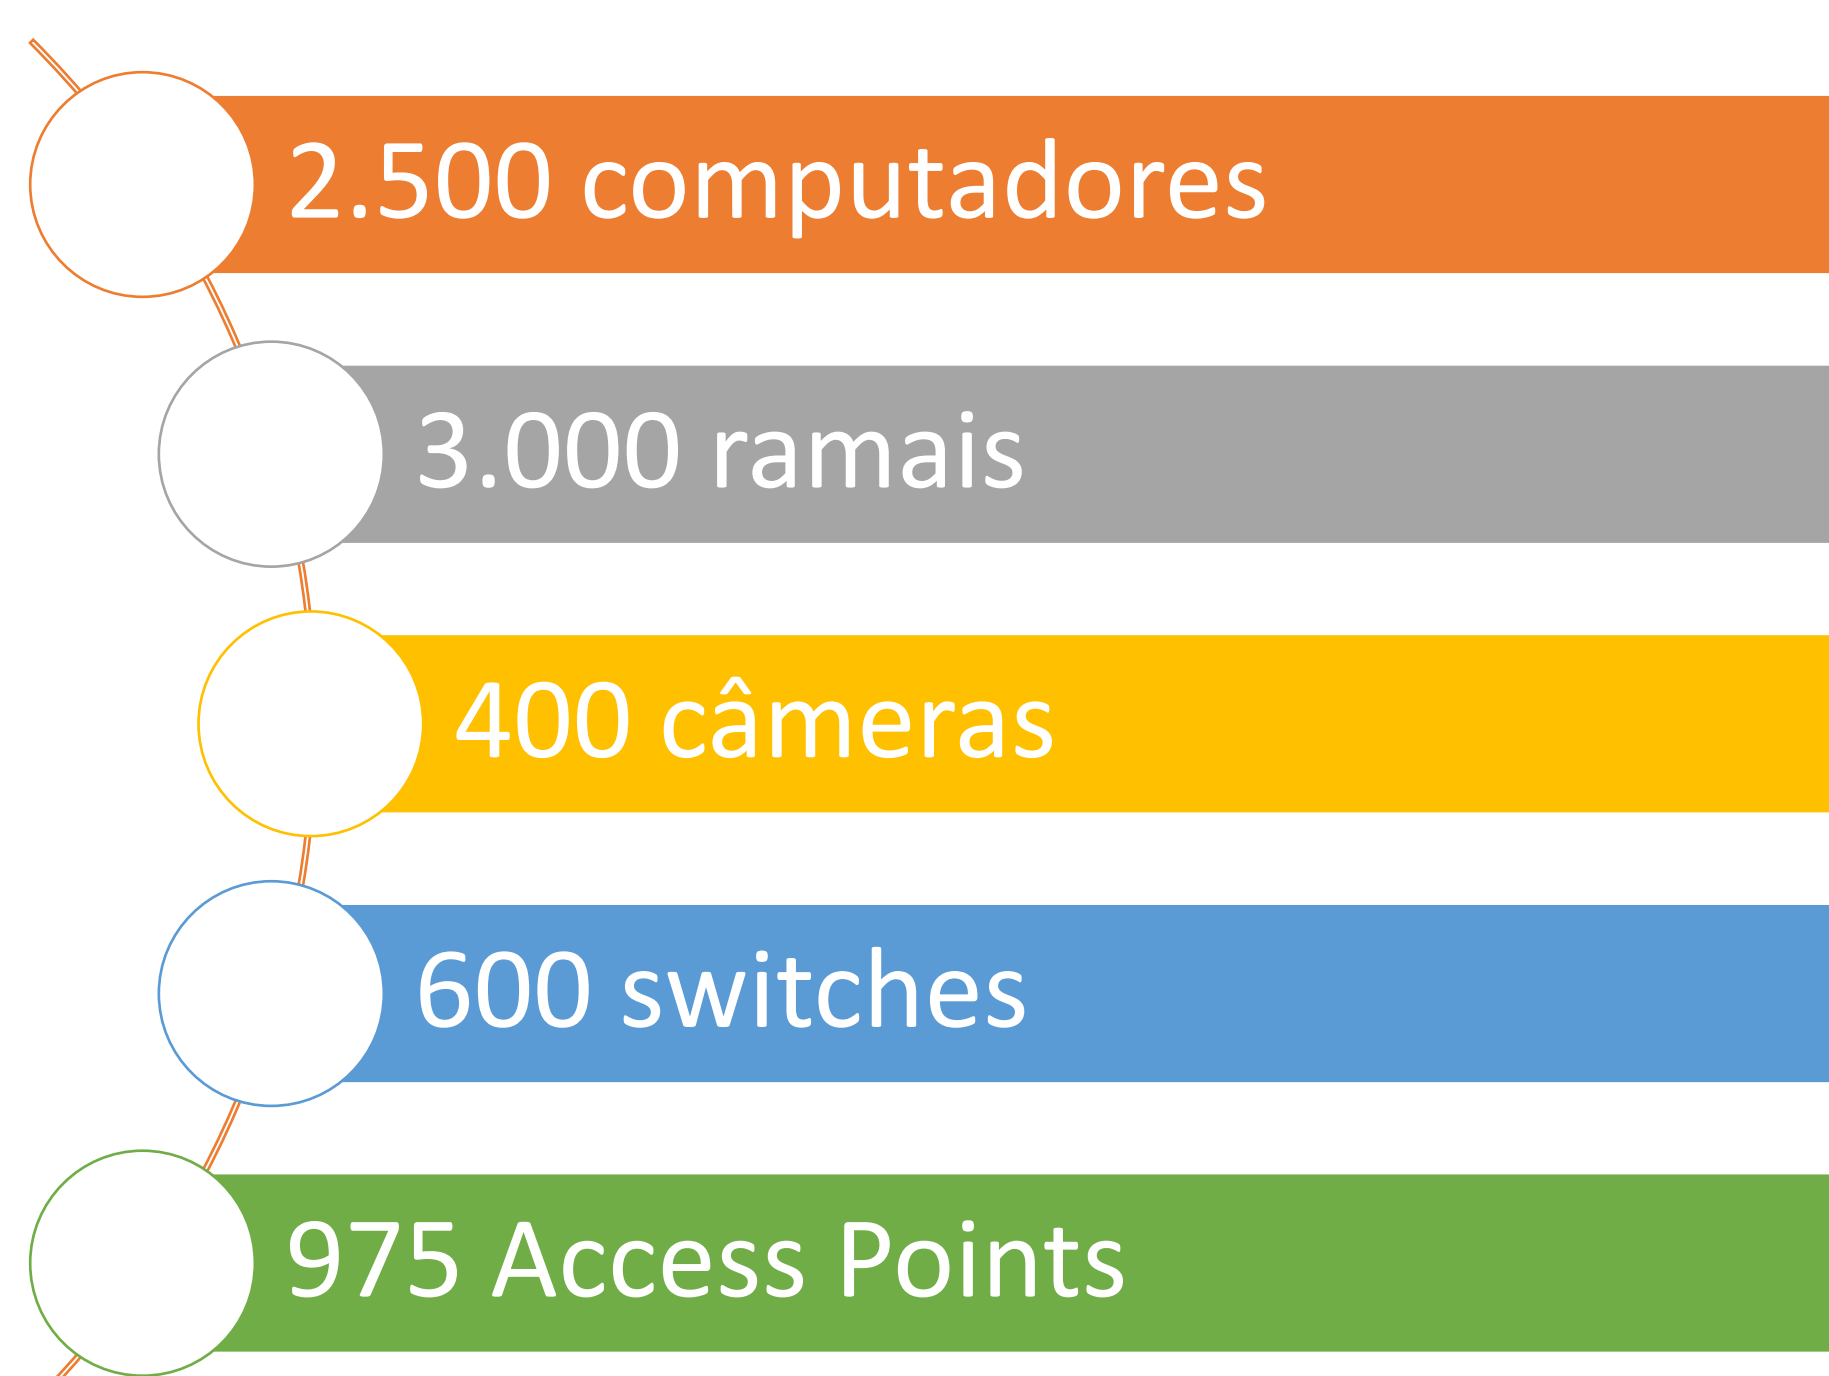 2.500 computadores
3.000 ramais
400 câmeras
600 switches
975 Access Points